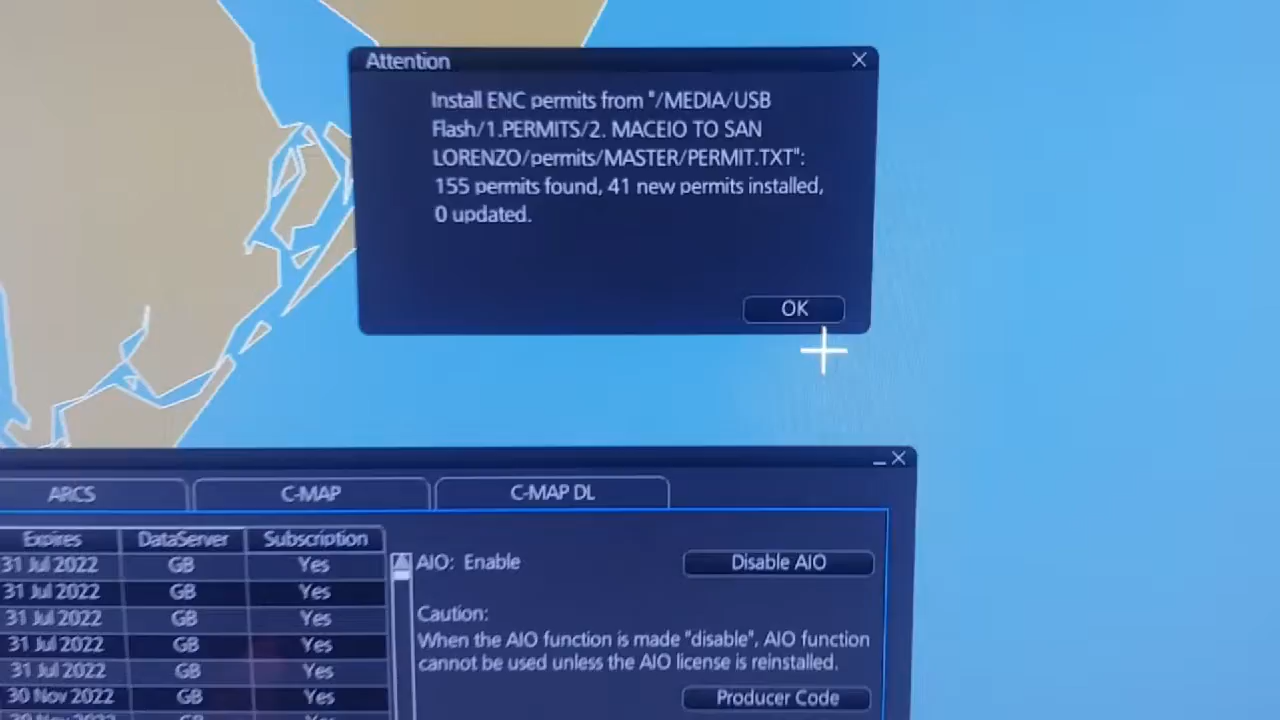 Attention
Install ENC permits from "/MEDIA/USB
Flash/1.PERMITS/2. MACEIO TO SAN
LORENZO/permits/MASTER/PERMIT.TXT":
155 permits found, 41 new permits installed,
0 updated.
OK
ARCS C-MAP C-MAP DL
Expires DataServer Subscription
31 Jul 2022 GB Yes
31 Jul 2022 GB Yes
31 Jul 2022 GB Yes
31 Jul 2022 GB Yes
31 Jul 2022 GB Yes
30 Nov 2022 GB Yes
AIO: Enable Disable AIO
Caution:
When the AIO function is made "disable", AIO function
cannot be used unless the AIO license is reinstalled.
Producer Code